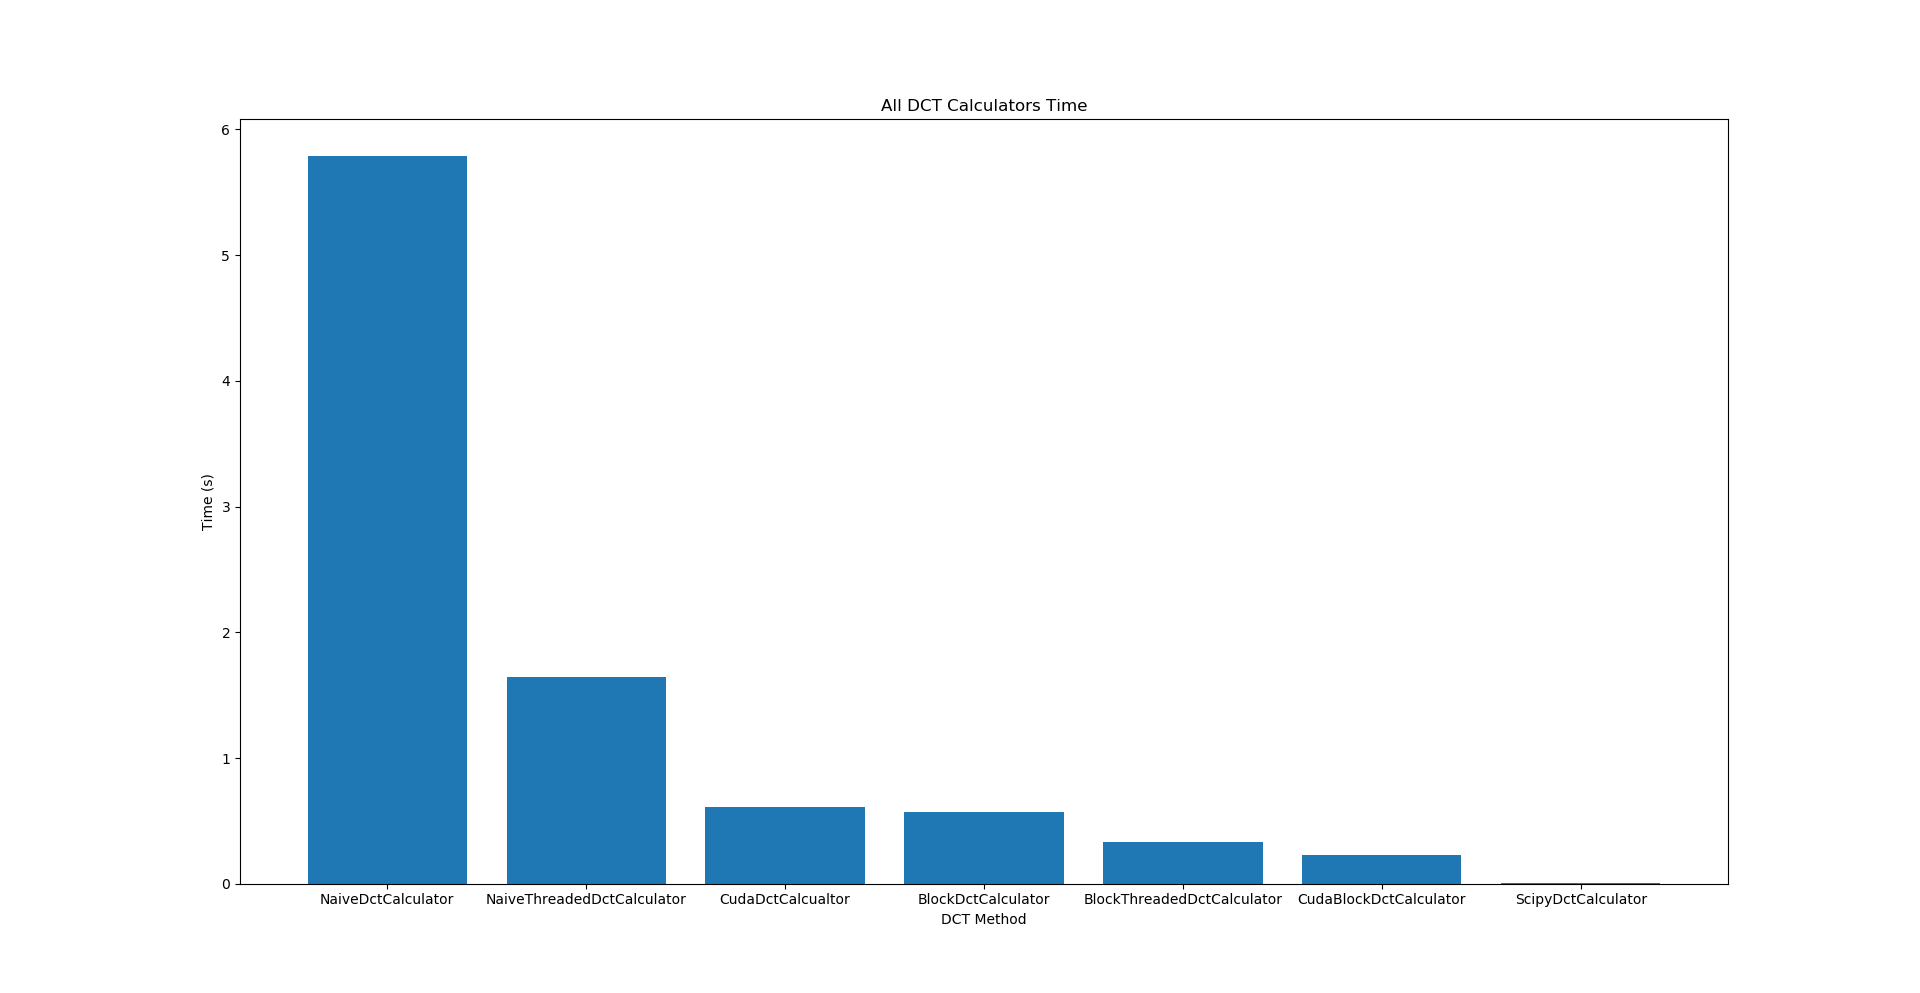 All DCT Calculators Time
6
5
4
3
2
1
0
Time (s)
NaiveDctCalculator NaiveThreadedDctCalculator CudaDctCalcualtor BlockDctCalculator BlockThreadedDctCalculator CudaBlockDctCalculator ScipyDctCalculator
DCT Method